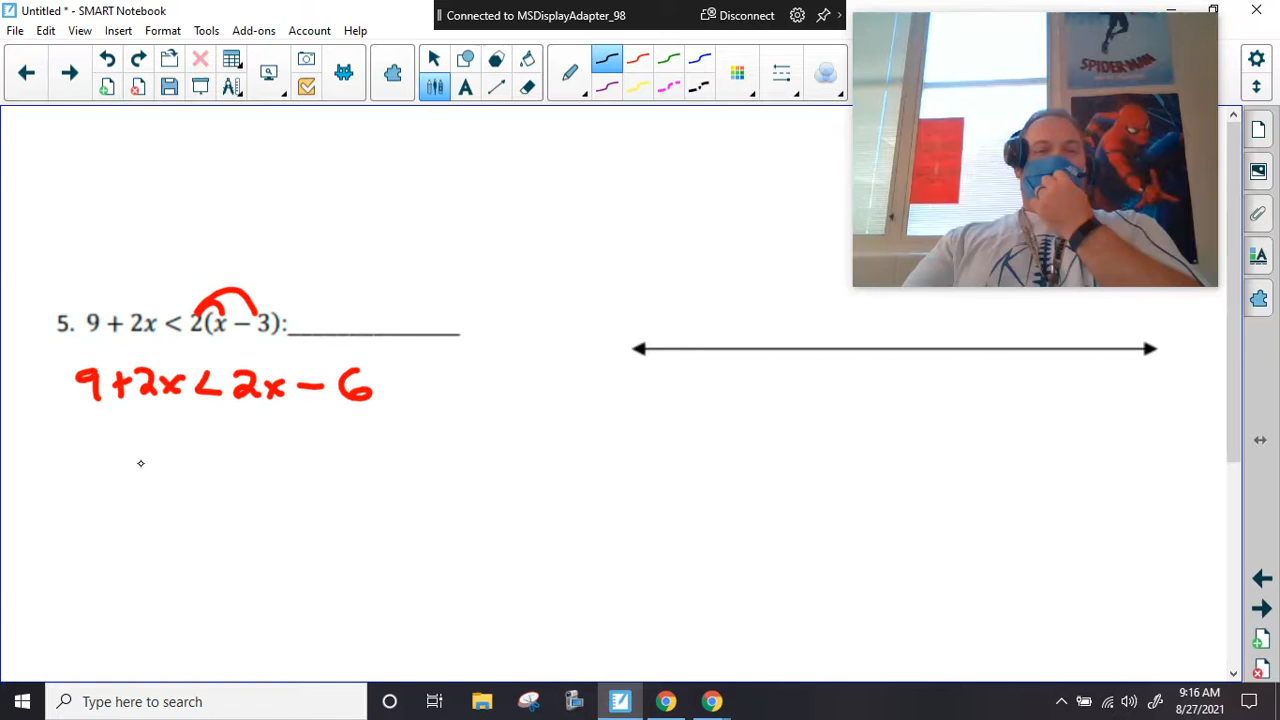 Untitled * - SMART Notebook
Connected to MSDisplayAdapter_98
Disconnect
File Edit View Insert Format Tools Add-ons Account Help
SPIDER-MAN
5. 9 + 2x < 2(x − 3):_______________
9+2x<2x-6
Type here to search
9:16 AM
8/27/2021